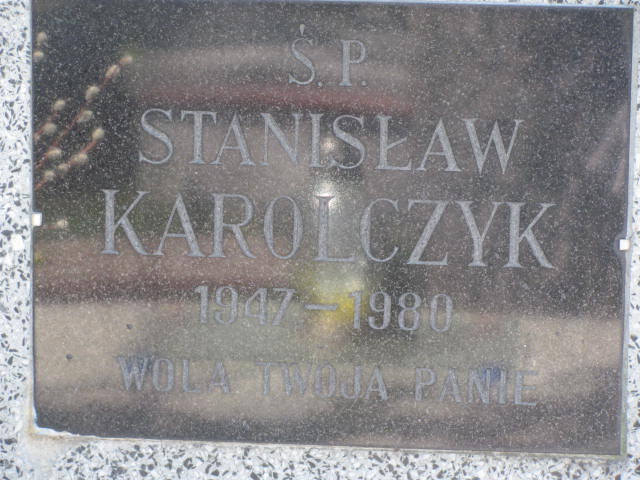 Ś.P.
STANISŁAW
KAROLCZYK
1947-1980
WOLA TWOJA PANIE